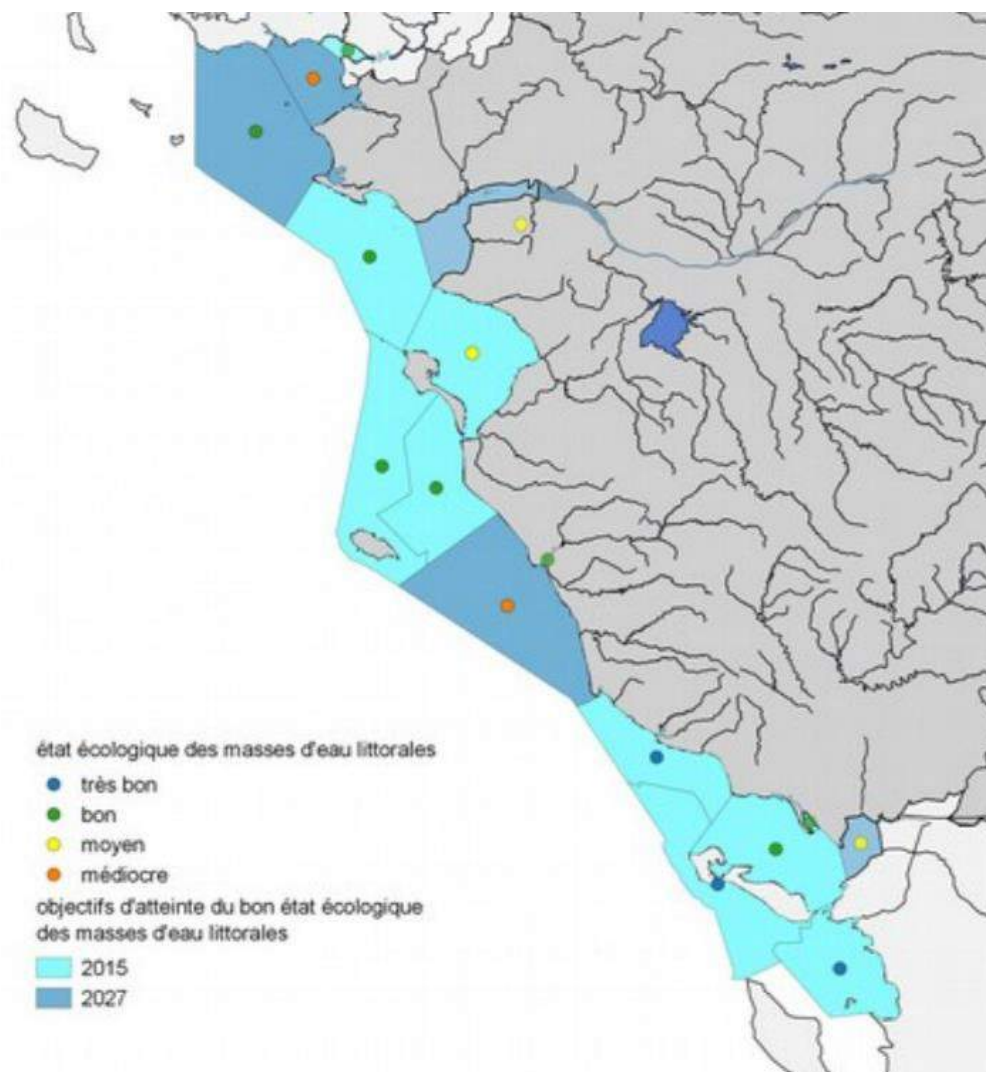 état écologique des masses d'eau littorales
très bon
bon
moyen
médiocre
objectifs d'atteinte du bon état écologique
des masses d'eau littorales
2015
2027